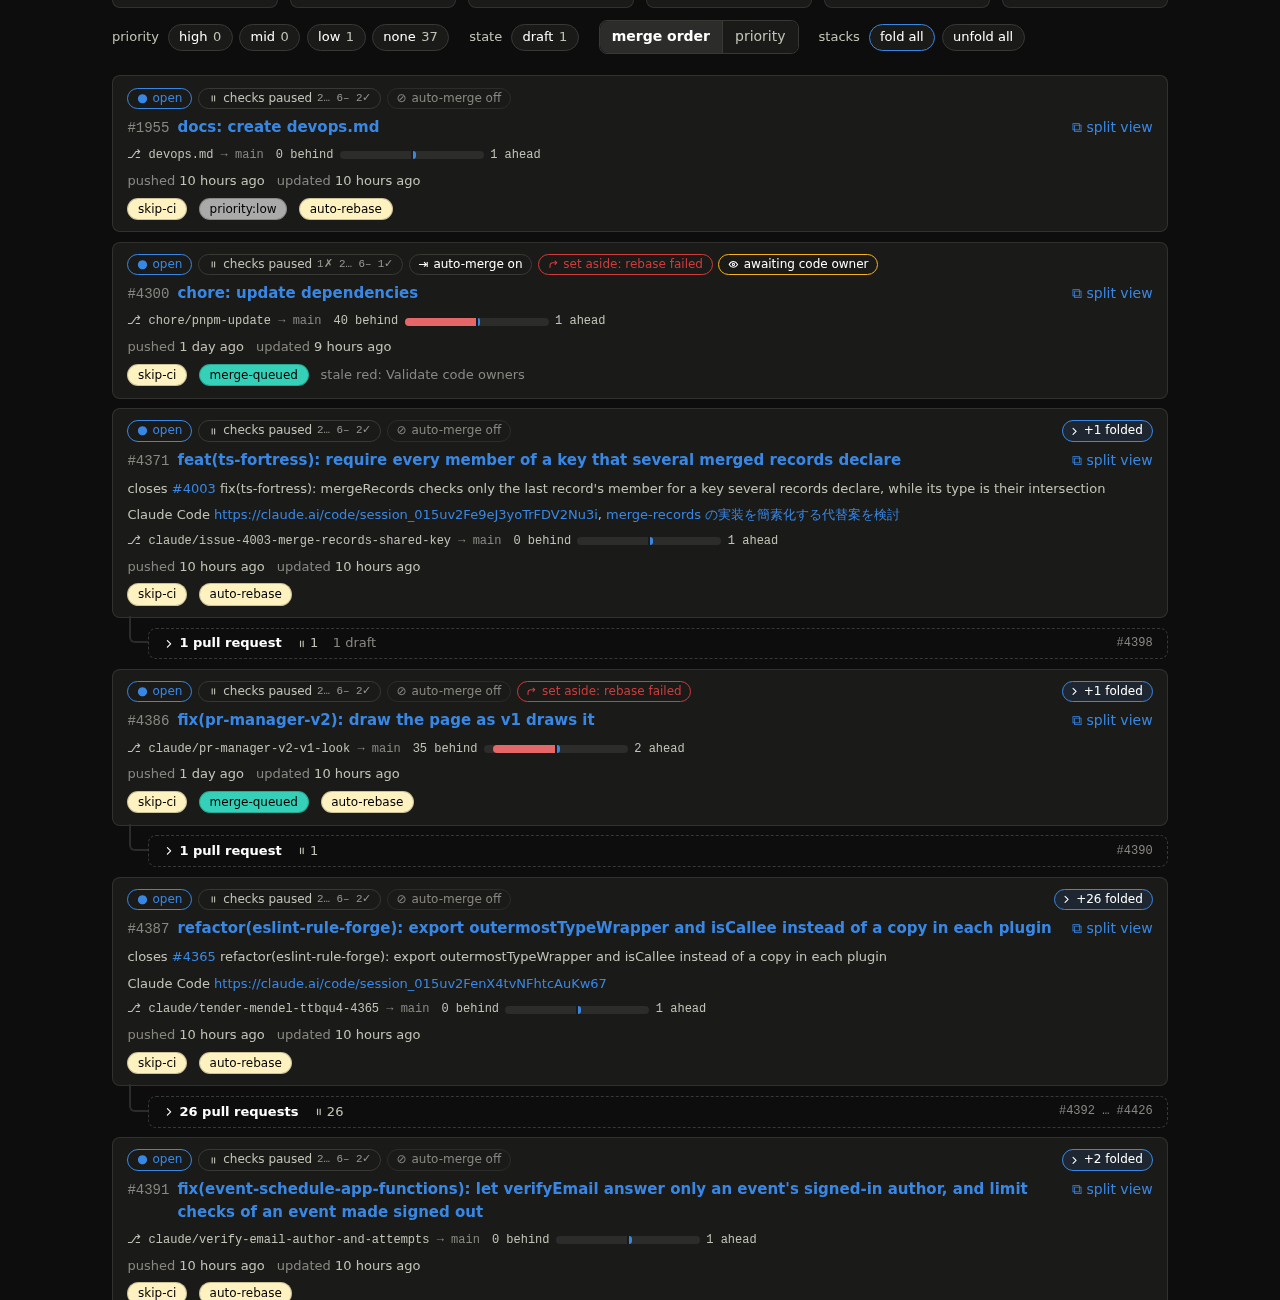 priority high 0 mid 0 low 1 none 37 state draft 1 merge order priority stacks fold all unfold all
open checks paused 2… 6– 2✓ auto-merge off
#1955 docs: create devops.md split view
devops.md → main 0 behind 1 ahead
pushed 10 hours ago updated 10 hours ago
skip-ci priority:low auto-rebase
open checks paused 1✗ 2… 6– 1✓ auto-merge on set aside: rebase failed awaiting code owner
#4300 chore: update dependencies split view
chore/pnpm-update → main 40 behind 1 ahead
pushed 1 day ago updated 9 hours ago
skip-ci merge-queued stale red: Validate code owners
open checks paused 2… 6– 2✓ auto-merge off +1 folded
#4371 feat(ts-fortress): require every member of a key that several merged records declare split view
closes #4003 fix(ts-fortress): mergeRecords checks only the last record's member for a key several records declare, while its type is their intersection
Claude Code https://claude.ai/code/session_015uv2Fe9eJ3yoTrFDV2Nu3i, merge-records の実装を簡素化する代替案を検討
claude/issue-4003-merge-records-shared-key → main 0 behind 1 ahead
pushed 10 hours ago updated 10 hours ago
skip-ci auto-rebase
1 pull request 1 1 draft #4398
open checks paused 2… 6– 2✓ auto-merge off set aside: rebase failed +1 folded
#4386 fix(pr-manager-v2): draw the page as v1 draws it split view
claude/pr-manager-v2-v1-look → main 35 behind 2 ahead
pushed 1 day ago updated 10 hours ago
skip-ci merge-queued auto-rebase
1 pull request 1 #4390
open checks paused 2… 6– 2✓ auto-merge off +26 folded
#4387 refactor(eslint-rule-forge): export outermostTypeWrapper and isCallee instead of a copy in each plugin split view
closes #4365 refactor(eslint-rule-forge): export outermostTypeWrapper and isCallee instead of a copy in each plugin
Claude Code https://claude.ai/code/session_015uv2FenX4tvNFhtcAuKw67
claude/tender-mendel-ttbqu4-4365 → main 0 behind 1 ahead
pushed 10 hours ago updated 10 hours ago
skip-ci auto-rebase
26 pull requests 26 #4392 … #4426
open checks paused 2… 6– 2✓ auto-merge off +2 folded
#4391 fix(event-schedule-app-functions): let verifyEmail answer only an event's signed-in author, and limit split view
checks of an event made signed out
claude/verify-email-author-and-attempts → main 0 behind 1 ahead
pushed 10 hours ago updated 10 hours ago
skip-ci auto-rebase